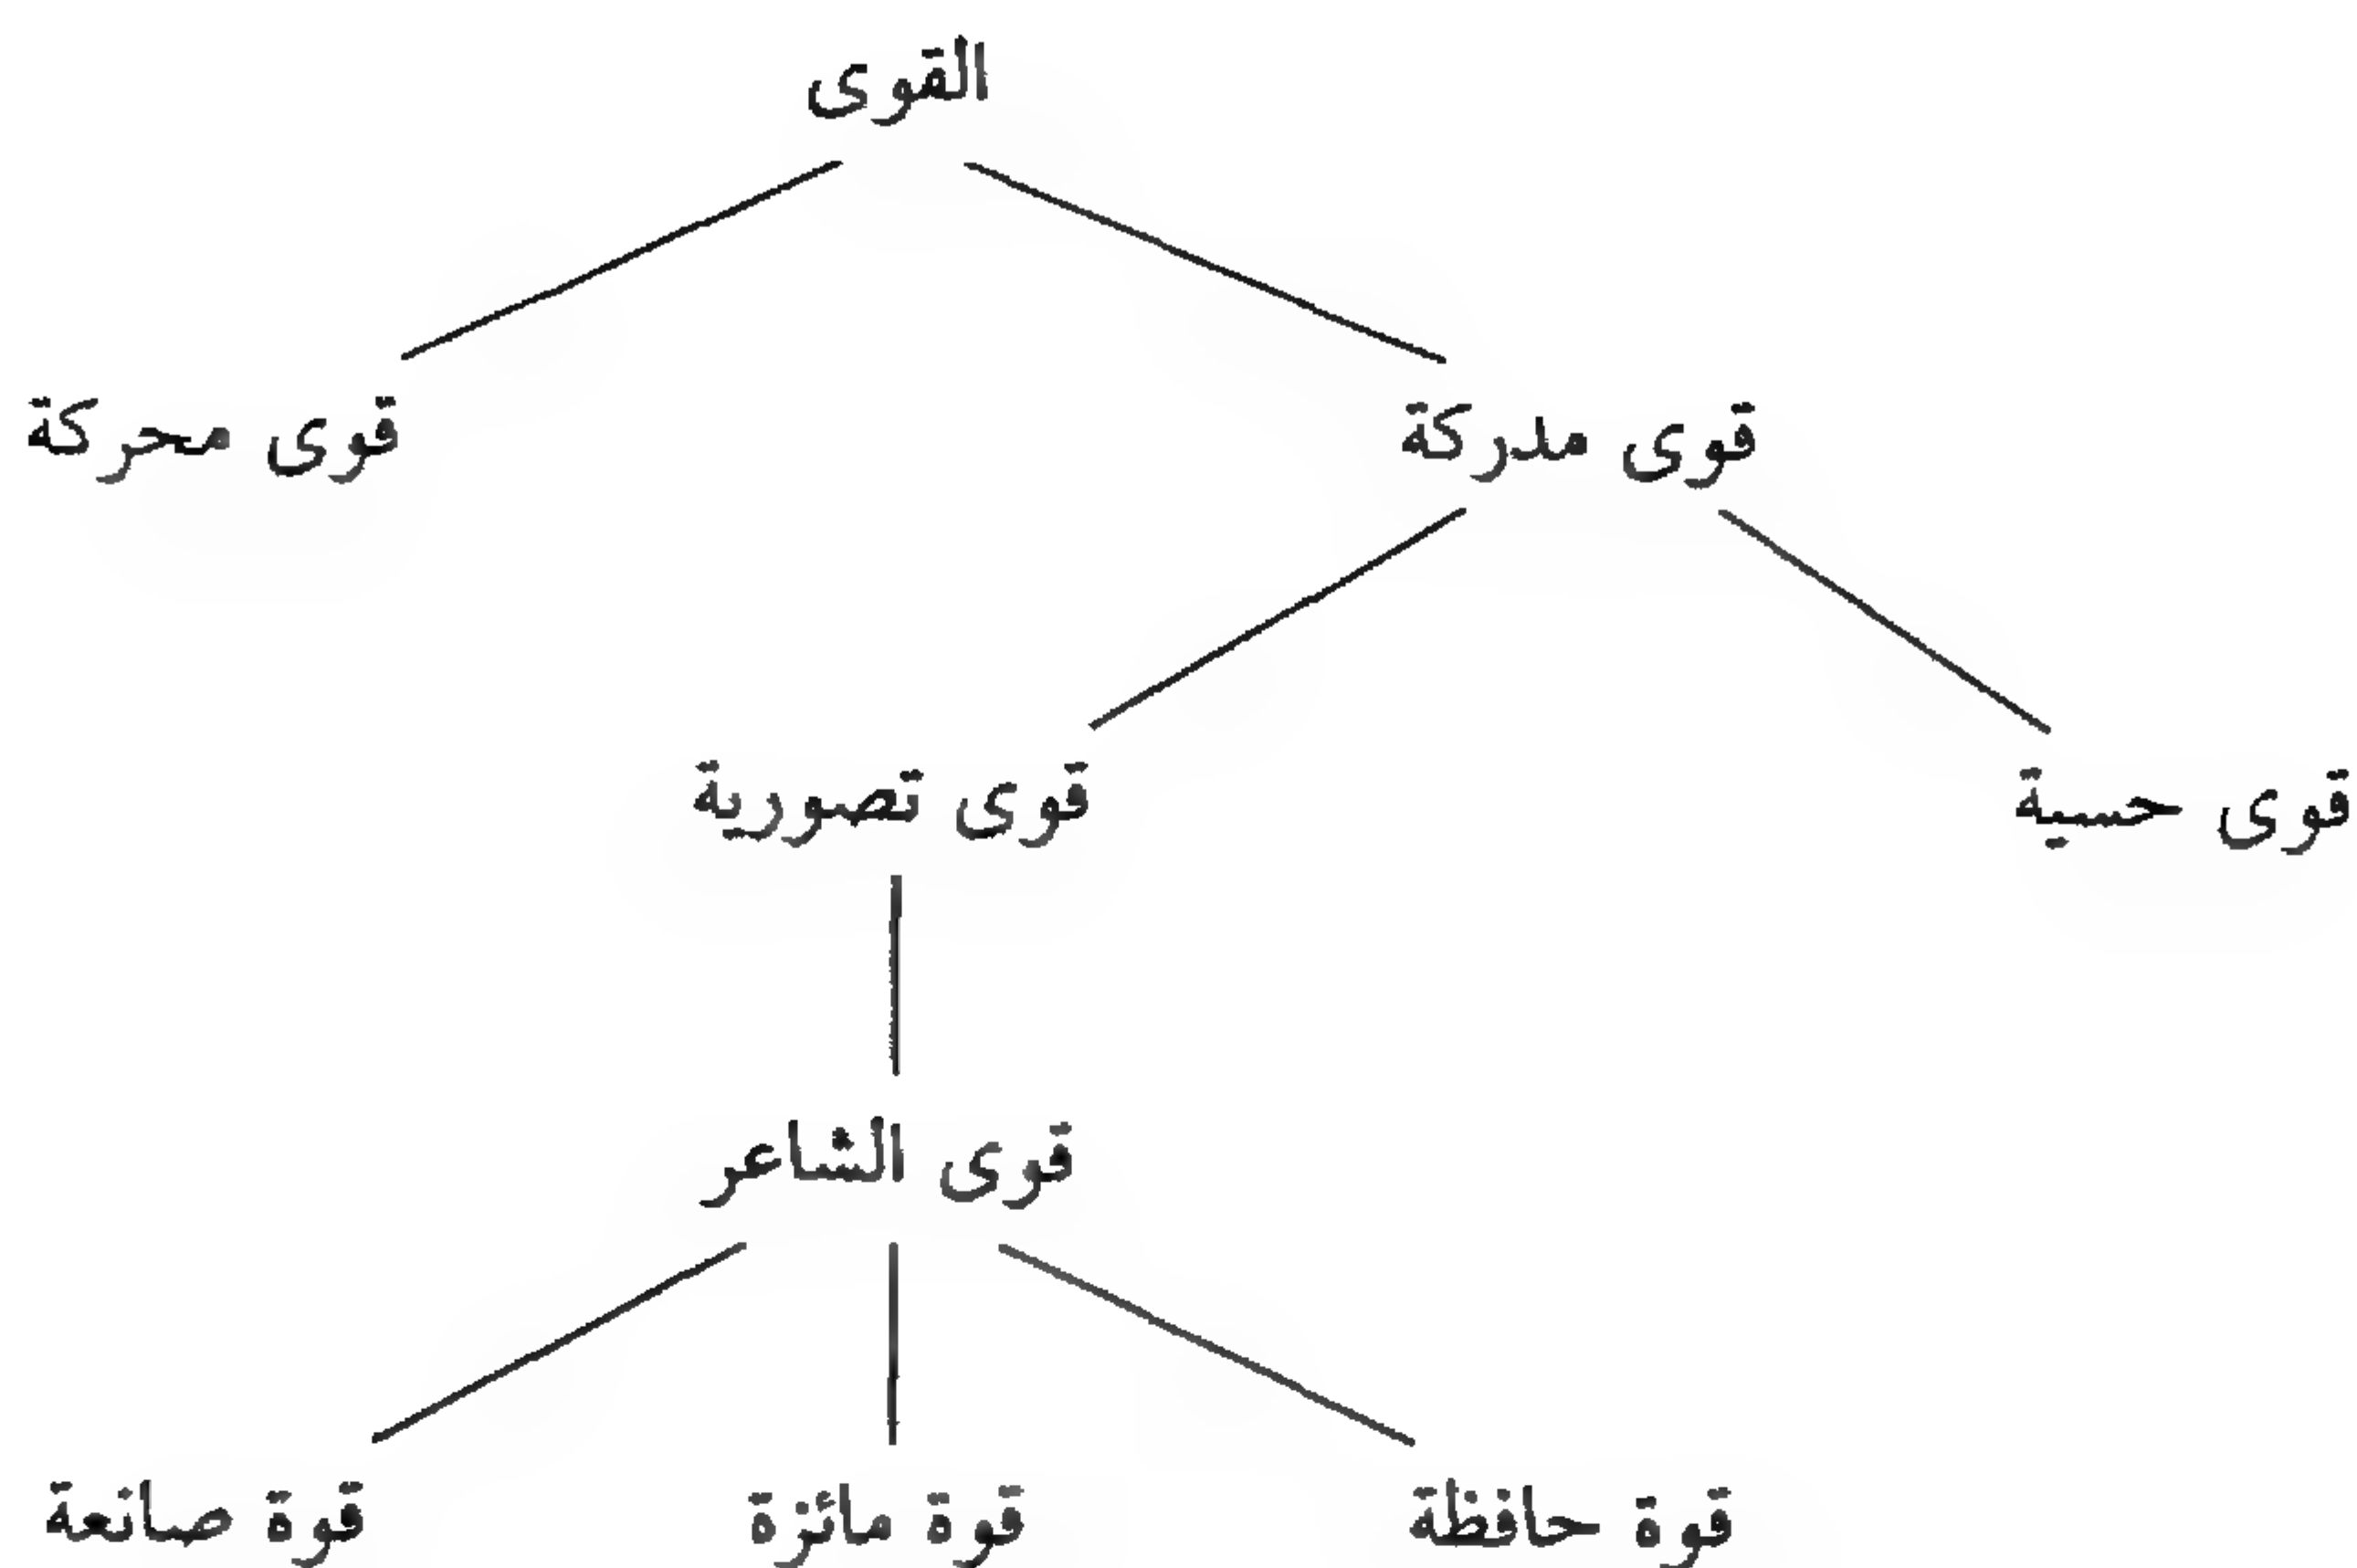 القوى
قوى مدركة
قوى محركة
قوى حسية
قوى تصورية
قوى الشاعر
قوة حافظة
قوة مائزة
قوة صانعة